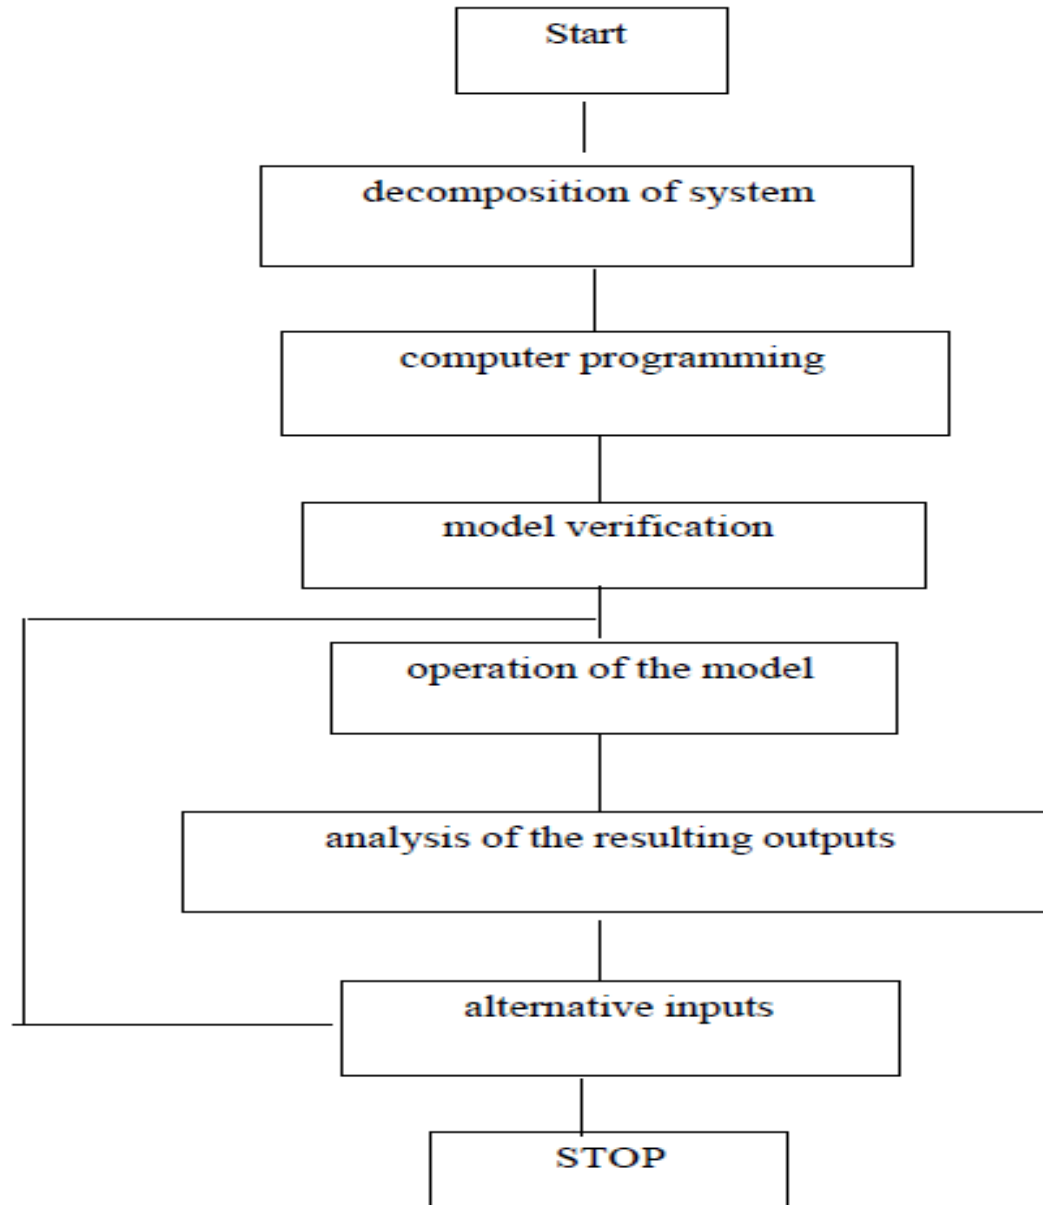 Start
decomposition of system
computer programming
model verification
operation of the model
analysis of the resulting outputs
alternative inputs
STOP